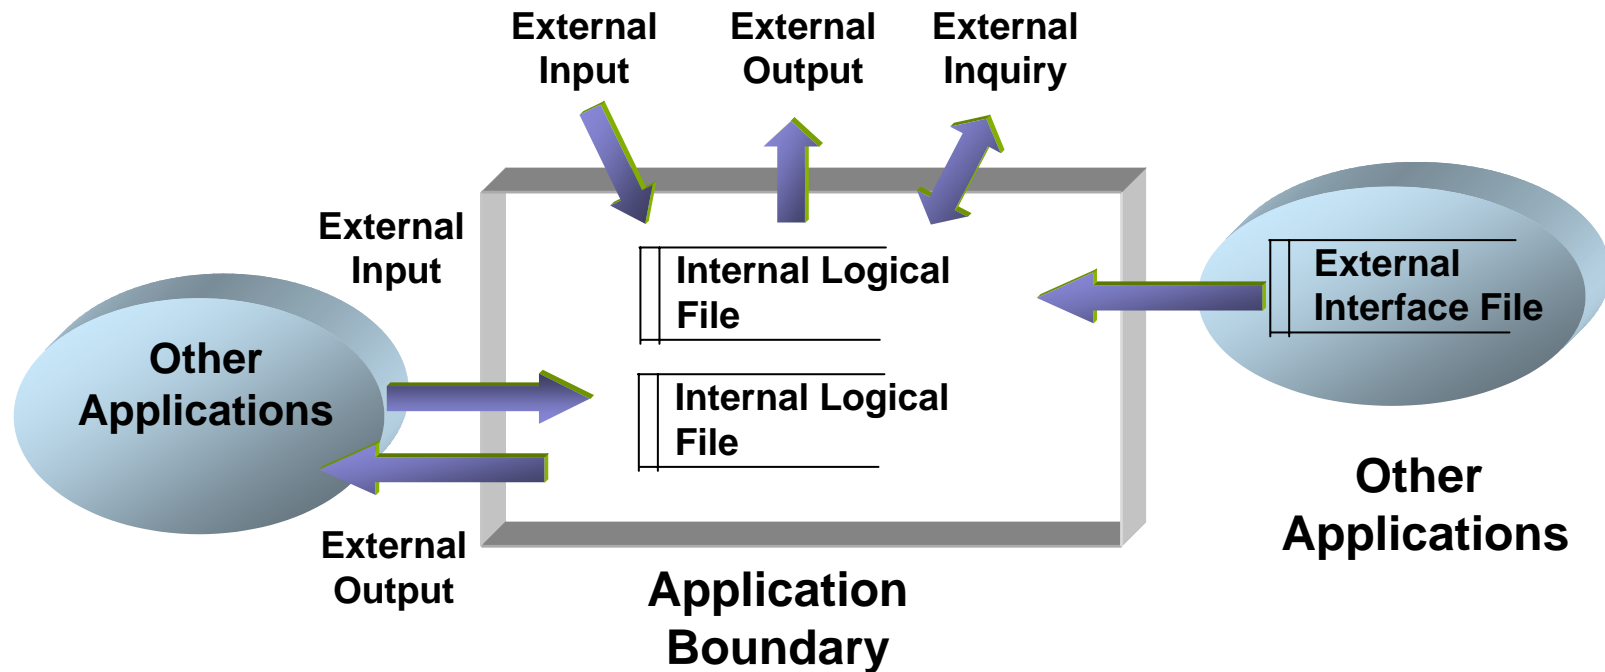 External
Input
External
Output
External
Inquiry
External
Input
Other
Applications
External
Output
Internal Logical
File
Internal Logical
File
External
Interface File
Other
Applications
Application
Boundary